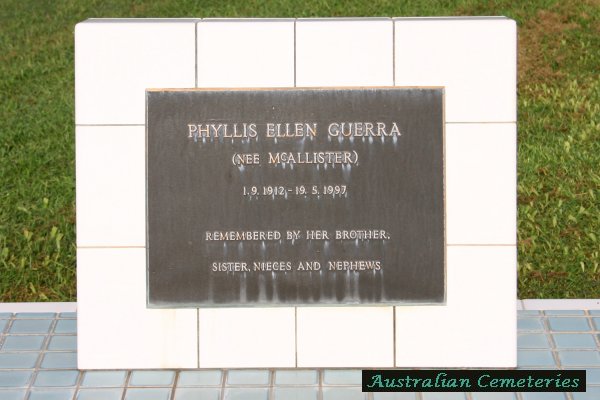 PHYLLIS ELLEN GUERRA
(NEE McALLISTER)
1.9.1912 - 19.5.1997
REMEMBERED BY HER BROTHER,
SISTER, NIECES AND NEPHEWS
Australian Cemeteries